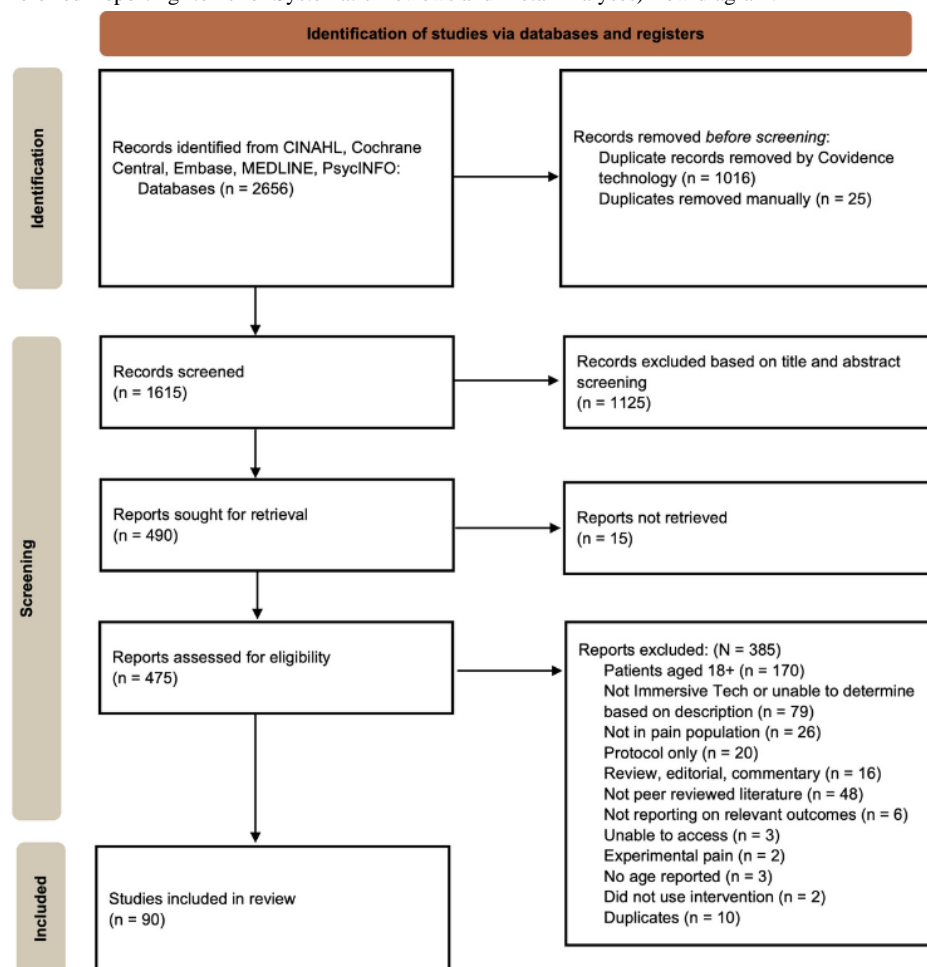 Identification of studies via databases and registers
Identification
Records identified from CINAHL, Cochrane
Central, Embase, MEDLINE, PsycINFO:
Databases (n = 2656)
Records removed before screening:
Duplicate records removed by Covidence
technology (n = 1016)
Duplicates removed manually (n = 25)
Screening
Records screened
(n = 1615)
Records excluded based on title and abstract
screening
(n = 1125)
Reports sought for retrieval
(n = 490)
Reports not retrieved
(n = 15)
Reports assessed for eligibility
(n = 475)
Reports excluded: (N = 385)
Patients aged 18+ (n = 170)
Not Immersive Tech or unable to determine
based on description (n = 79)
Not in pain population (n = 26)
Protocol only (n = 20)
Review, editorial, commentary (n = 16)
Not peer reviewed literature (n = 48)
Not reporting on relevant outcomes (n = 6)
Unable to access (n = 3)
Experimental pain (n = 2)
No age reported (n = 3)
Did not use intervention (n = 2)
Duplicates (n = 10)
Included
Studies included in review
(n = 90)